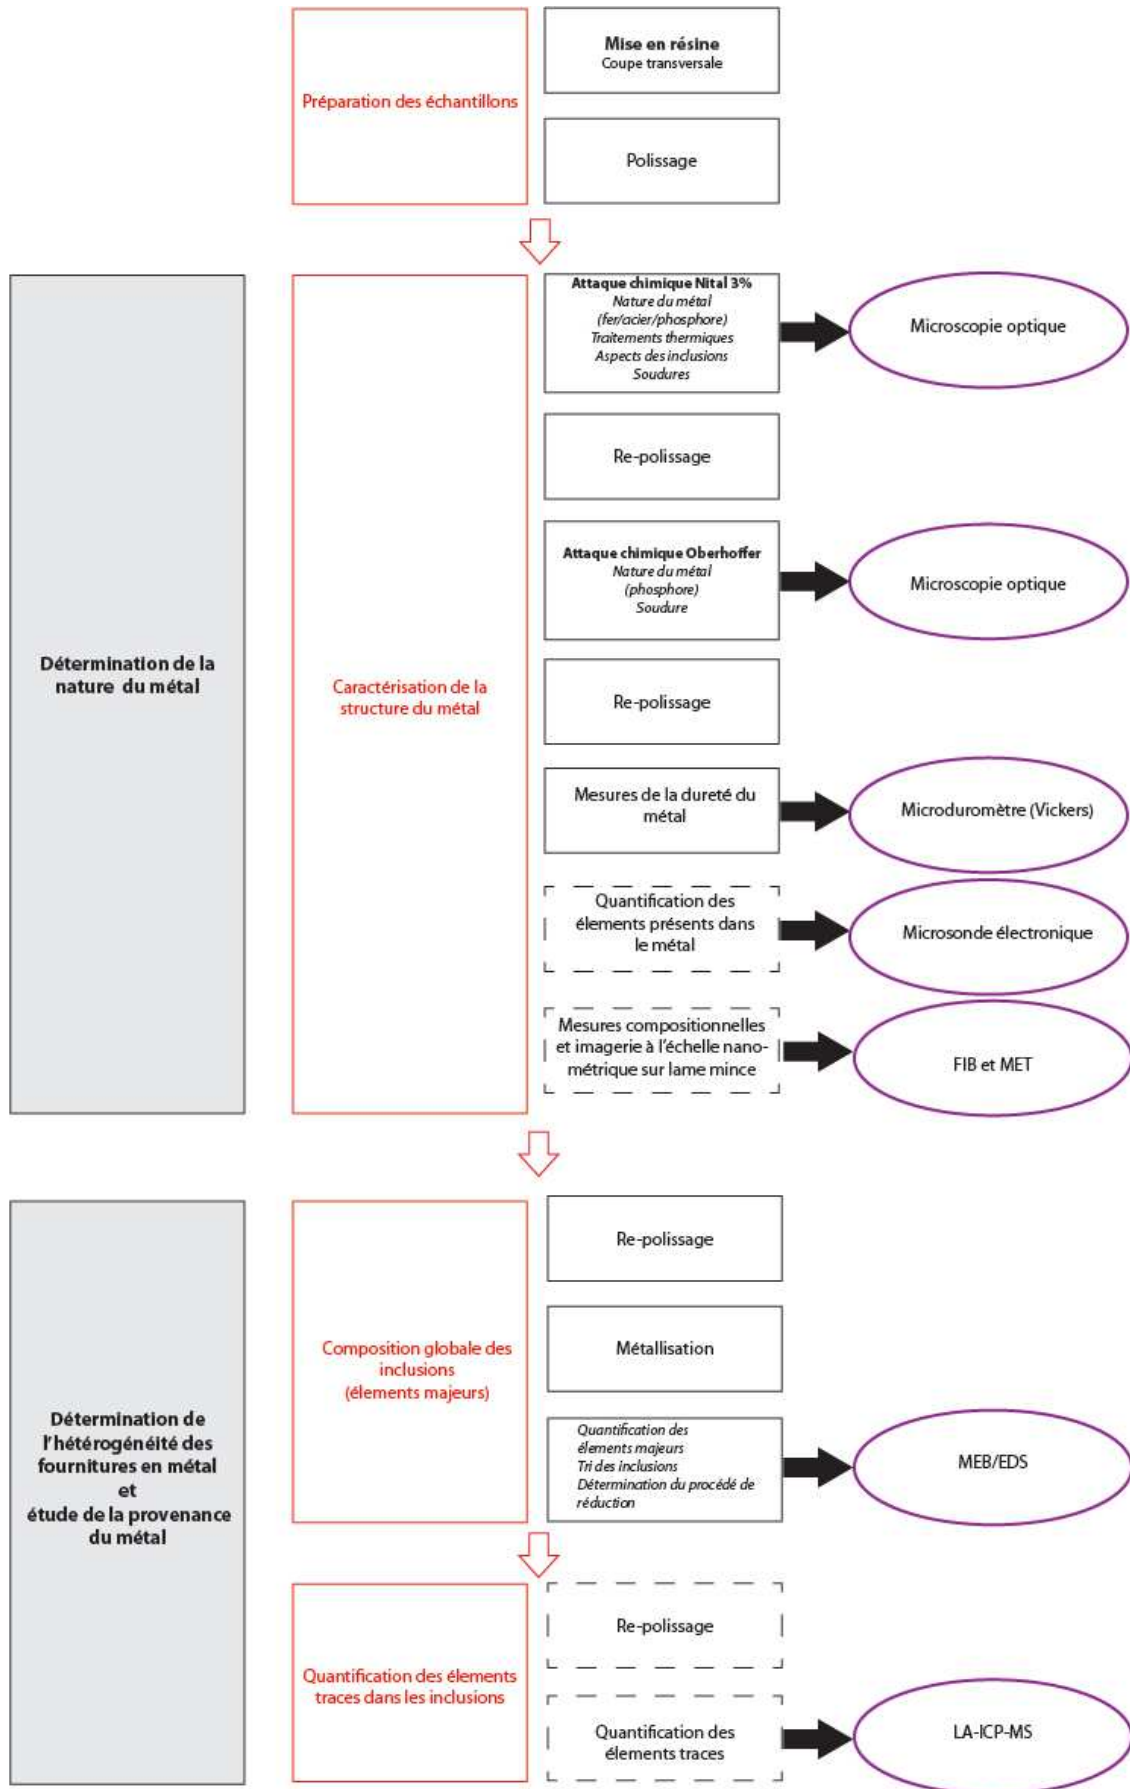 Préparation des échantillons
Mise en résine
Coupe transversale
Polissage
Détermination de la
nature du métal
Caractérisation de la
structure du métal
Attaque chimique Nital 3%
Nature du métal
(fer/acier/phosphore)
Traitements thermiques
Aspects des inclusions
Soudures
Microscopie optique
Re-polissage
Attaque chimique Oberhoffer
Nature du métal
(phosphore)
Soudure
Microscopie optique
Re-polissage
Mesures de la dureté du
métal
Microduromètre (Vickers)
Quantification des
élements présents dans
le métal
Microsonde électronique
Mesures compositionnelles
et imagerie à l'échelle nano-
métrique sur lame mince
FIB et MET
Détermination de
l'hétérogénéité des
fournitures en métal
et
étude de la provenance
du métal
Composition globale des
inclusions
(élements majeurs)
Re-polissage
Métallisation
Quantification des
élements majeurs
Tri des inclusions
Détermination du procédé de
réduction
MEB/EDS
Quantification des élements
traces dans les inclusions
Re-polissage
Quantification des
élements traces
LA-ICP-MS